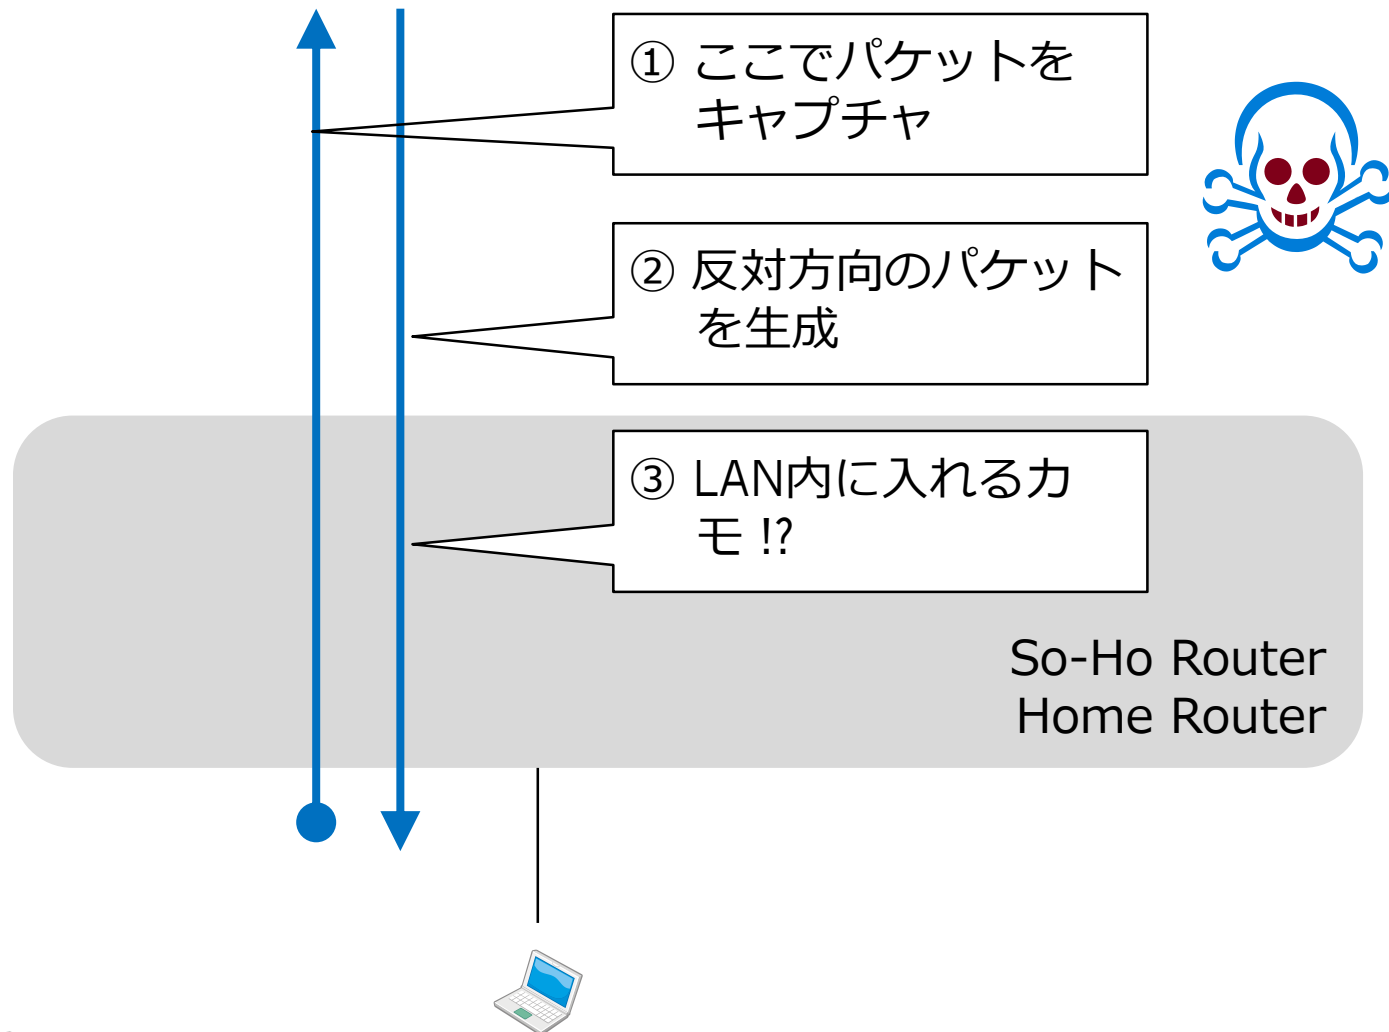 ① ここでパケットを
キャプチャ
② 反対方向のパケット
を生成
③ LAN内に入れるカ
モ !?
So-Ho Router
Home Router